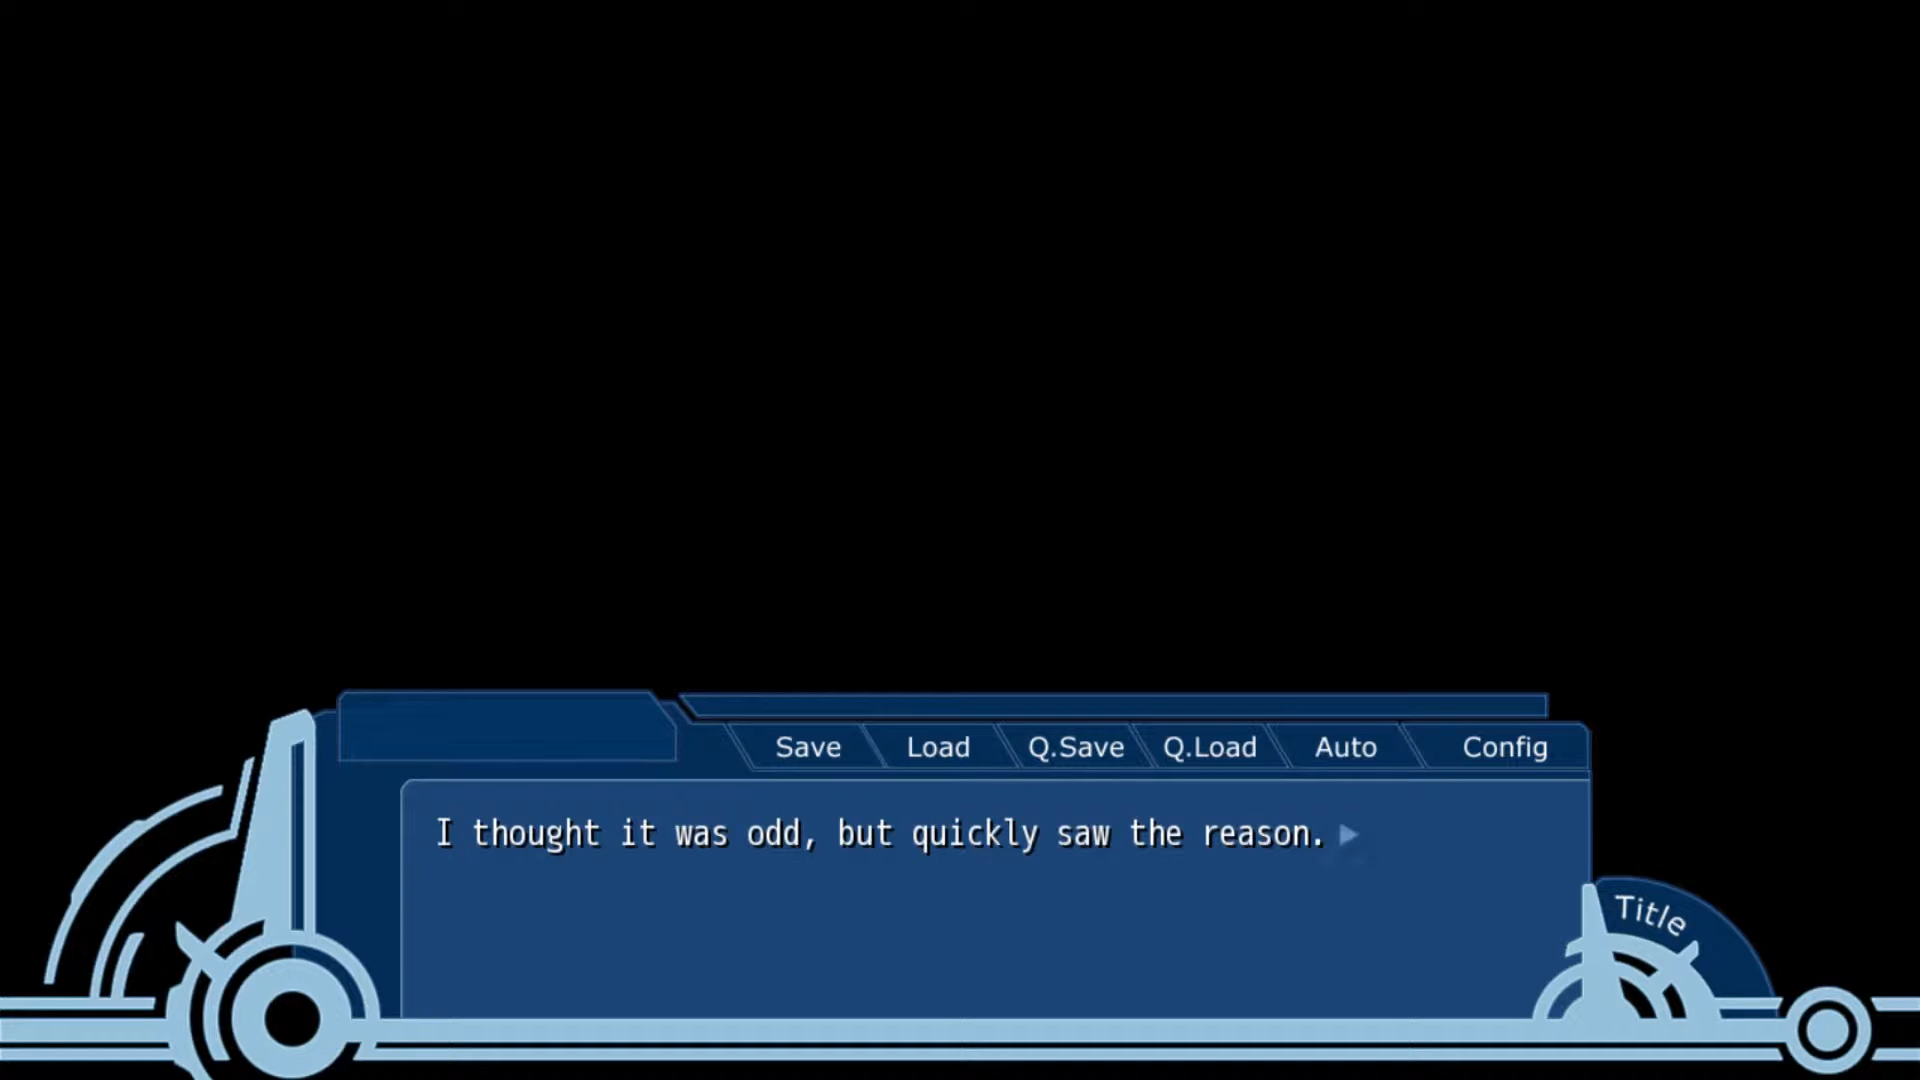 Save Load Q.Save Q.Load Auto Config
I thought it was odd, but quickly saw the reason.
Title